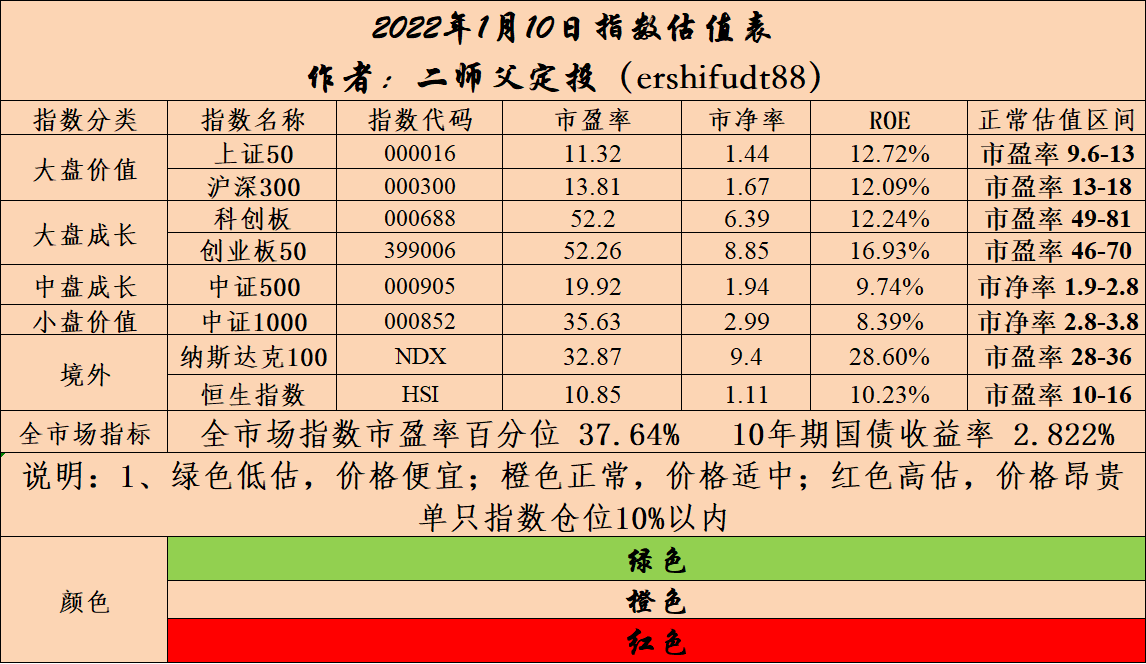 2022年1月10日指数估值表
作者：二师父定投（ershifudt88）
指数分类 指数名称 指数代码 市盈率 市净率 ROE 正常估值区间
大盘价值 上证50 000016 11.32 1.44 12.72% 市盈率 9.6-13
沪深300 000300 13.81 1.67 12.09% 市盈率 13-18
大盘成长 科创板 000688 52.2 6.39 12.24% 市盈率 49-81
创业板50 399006 52.26 8.85 16.93% 市盈率 46-70
中盘成长 中证500 000905 19.92 1.94 9.74% 市净率 1.9-2.8
小盘价值 中证1000 000852 35.63 2.99 8.39% 市净率 2.8-3.8
境外 纳斯达克100 NDX 32.87 9.4 28.60% 市盈率 28-36
恒生指数 HSI 10.85 1.11 10.23% 市盈率 10-16
全市场指标 全市场指数市盈率百分位 37.64% 10年期国债收益率 2.822%
说明：1、绿色低估，价格便宜；橙色正常，价格适中；红色高估，价格昂贵
单只指数仓位10%以内
颜色
绿色
橙色
红色